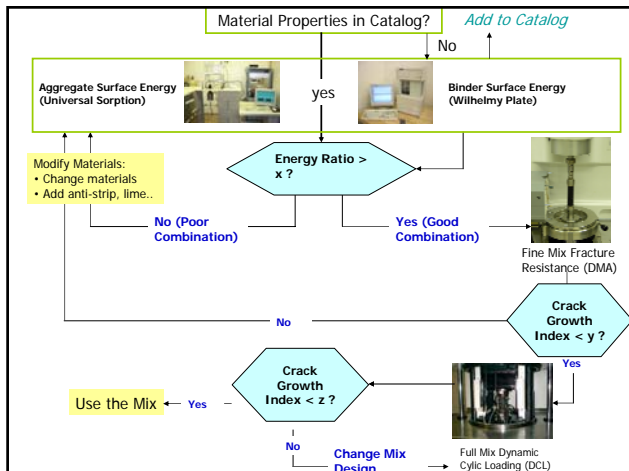 Material Properties in Catalog?
Add to Catalog
No
yes
Aggregate Surface Energy
(Universal Sorption)
Binder Surface Energy
(Wilhelmy Plate)
Modify Materials:
• Change materials
• Add anti-strip, lime..
Energy Ratio >
x ?
No (Poor
Combination)
Yes (Good
Combination)
Fine Mix Fracture
Resistance (DMA)
No
Crack
Growth
Index < y ?
Yes
Crack
Growth
Index < z ?
Use the Mix
Yes
No
Change Mix
Design
Full Mix Dynamic
Cylic Loading (DCL)